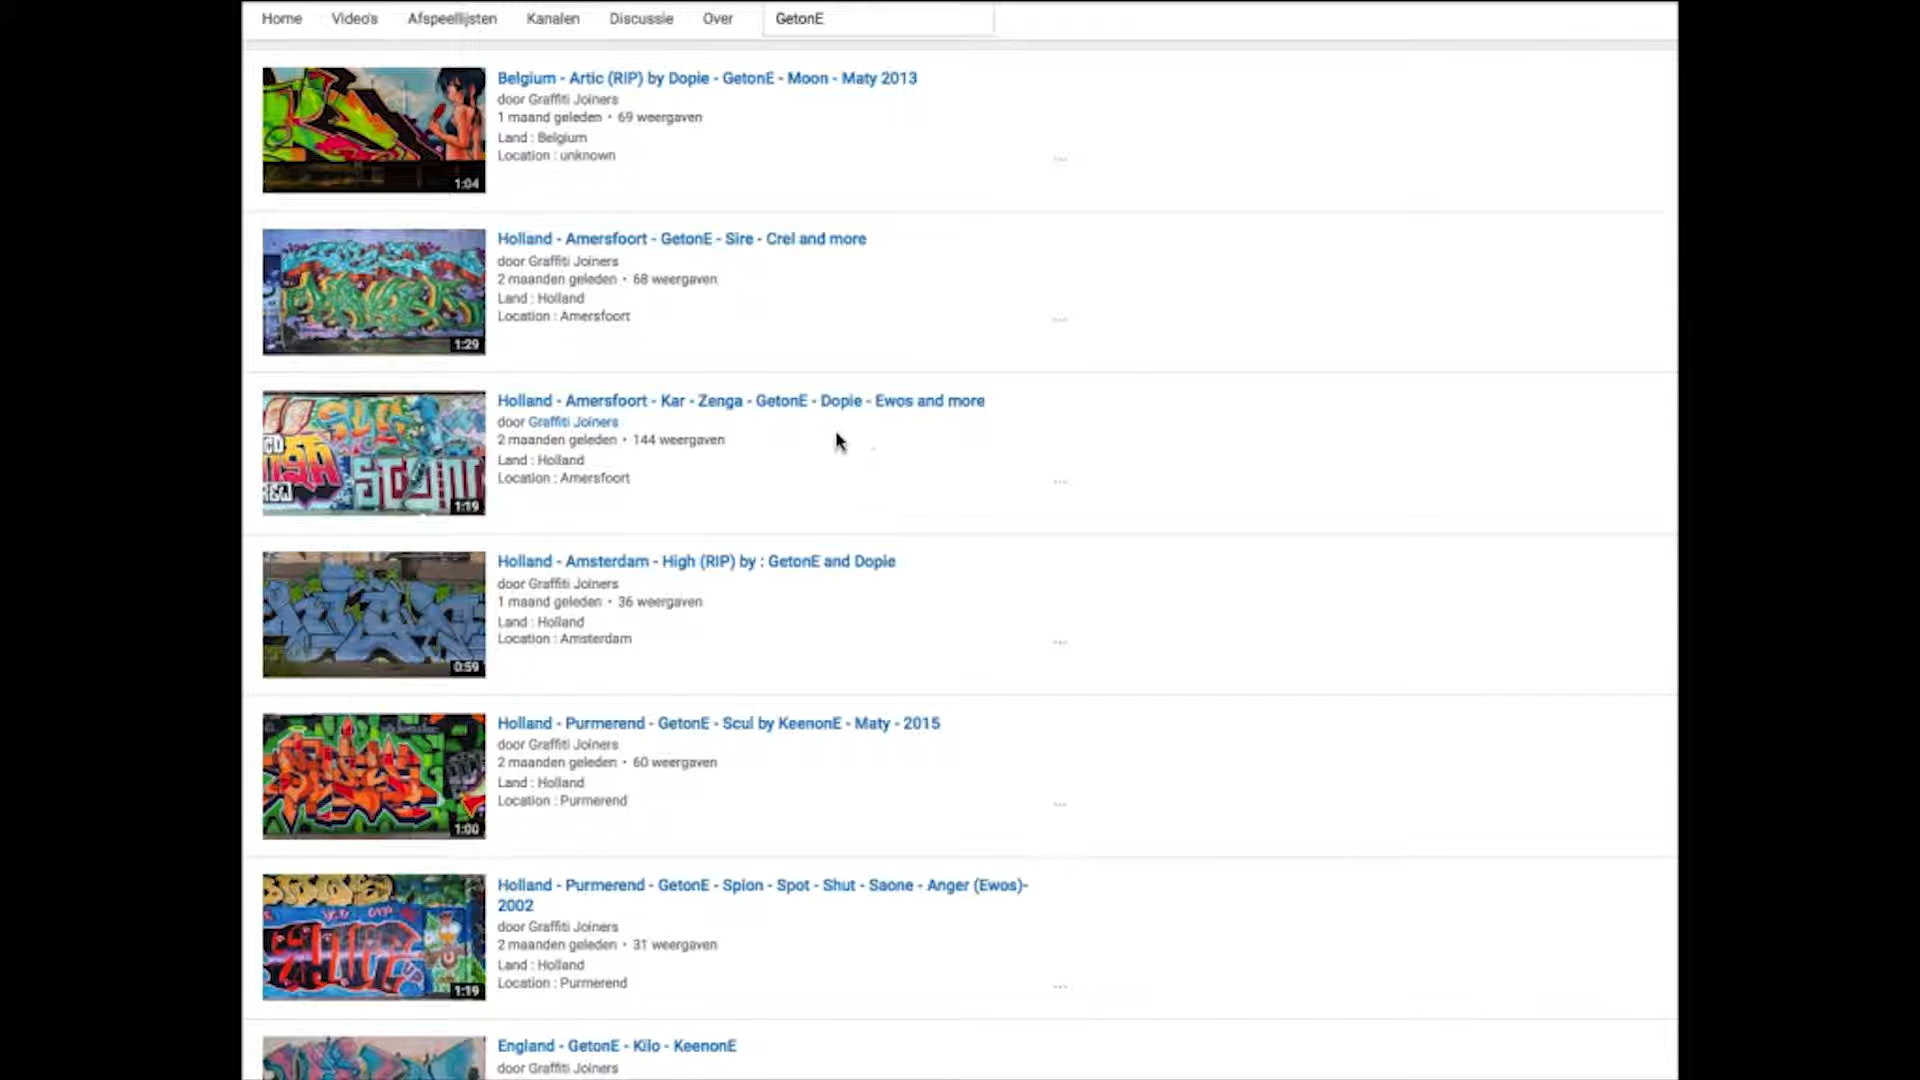 Home Video's Afspeellijsten Kanalen Discussie Over GetonE
Belgium - Artic (RIP) by Dopie - GetonE - Moon - Maty 2013
door Graffiti Joiners
1 maand geleden • 69 weergaven
Land : Belgium
Location : unknown
1:04
Holland - Amersfoort - GetonE - Sire - Crel and more
door Graffiti Joiners
2 maanden geleden • 68 weergaven
Land : Holland
Location : Amersfoort
1:29
Holland - Amersfoort - Kar - Zenga - GetonE - Dopie - Ewos and more
door Graffiti Joiners
2 maanden geleden • 144 weergaven
Land : Holland
Location : Amersfoort
1:19
Holland - Amsterdam - High (RIP) by : GetonE and Dopie
door Graffiti Joiners
1 maand geleden • 36 weergaven
Land : Holland
Location : Amsterdam
0:59
Holland - Purmerend - GetonE - Scul by KeenonE - Maty - 2015
door Graffiti Joiners
2 maanden geleden • 60 weergaven
Land : Holland
Location : Purmerend
1:00
Holland - Purmerend - GetonE - Spion - Spot - Shut - Saone - Anger (Ewos)-
2002
door Graffiti Joiners
2 maanden geleden • 31 weergaven
Land : Holland
Location : Purmerend
1:19
England - GetonE - Kilo - KeenonE
door Graffiti Joiners